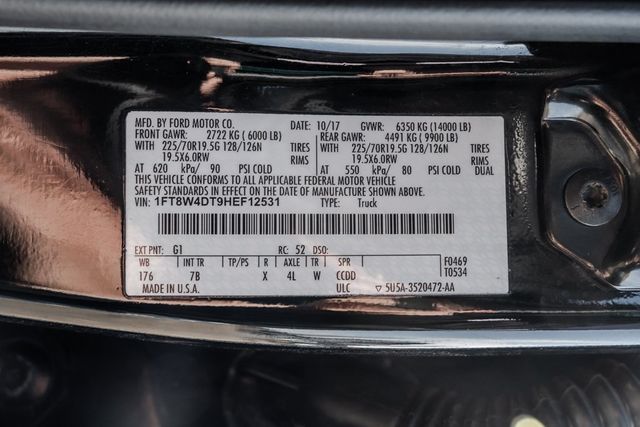 MFD. BY FORD MOTOR CO. DATE: 10/17 GVWR: 6350 KG (14000 LB)
FRONT GAWR: 2722 KG (6000 LB) REAR GAWR: 4491 KG (9900 LB)
WITH 225/70R19.5G 128/126N TIRES WITH 225/70R19.5G 128/126N TIRES
19.5X6.0RW RIMS 19.5X6.0RW RIMS
AT 620 kPa/ 90 PSI COLD AT 550 kPa/ 80 PSI COLD DUAL
THIS VEHICLE CONFORMS TO ALL APPLICABLE FEDERAL MOTOR VEHICLE
SAFETY STANDARDS IN EFFECT ON THE DATE OF MANUFACTURE SHOWN ABOVE.
VIN: 1FT8W4DT9HEF12531 TYPE: Truck
EXT PNT: G1 RC: 52 DSO:
WB INT TR TP/PS R AXLE TR SPR F0469
176 7B X 4L W CCDD T0534
MADE IN U.S.A. ULC ▽ 5U5A-3520472-AA